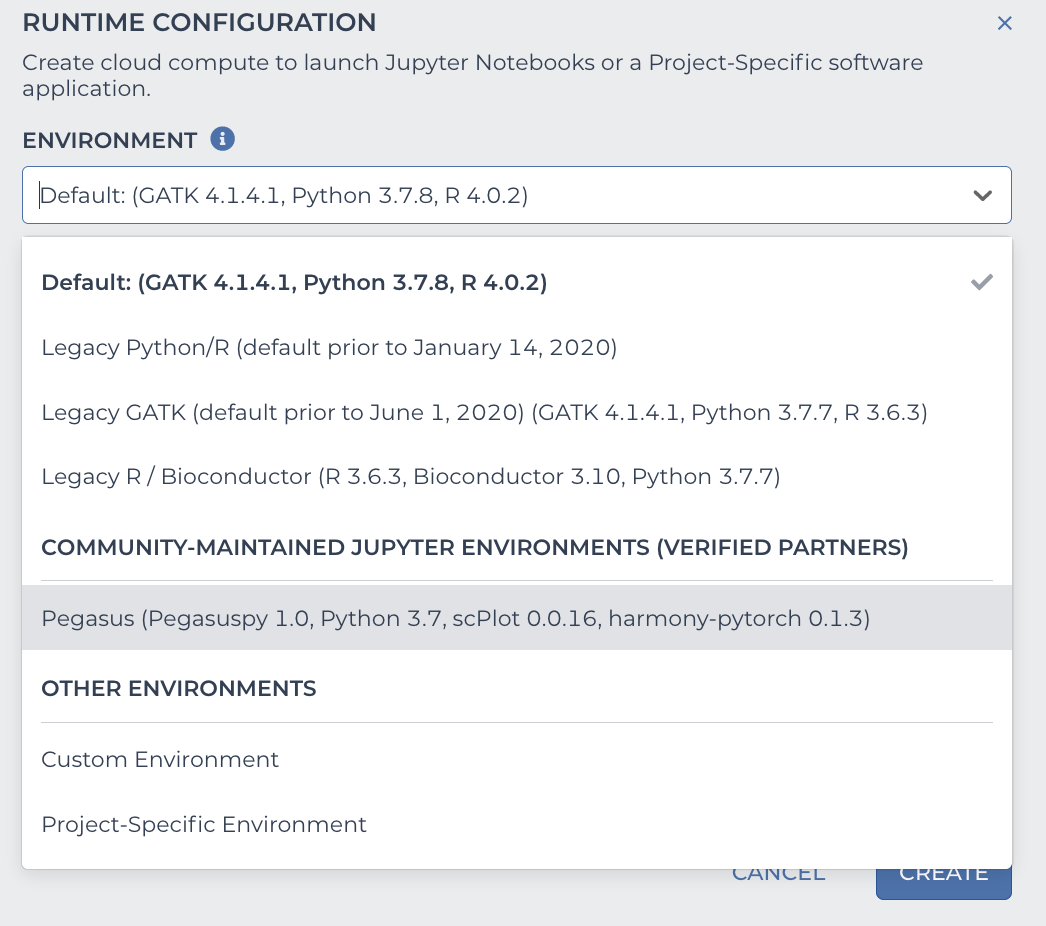 RUNTIME CONFIGURATION
Create cloud compute to launch Jupyter Notebooks or a Project-Specific software
application.
ENVIRONMENT
Default: (GATK 4.1.4.1, Python 3.7.8, R 4.0.2)
Default: (GATK 4.1.4.1, Python 3.7.8, R 4.0.2)
Legacy Python/R (default prior to January 14, 2020)
Legacy GATK (default prior to June 1, 2020) (GATK 4.1.4.1, Python 3.7.7, R 3.6.3)
Legacy R / Bioconductor (R 3.6.3, Bioconductor 3.10, Python 3.7.7)
COMMUNITY-MAINTAINED JUPYTER ENVIRONMENTS (VERIFIED PARTNERS)
Pegasus (Pegasuspy 1.0, Python 3.7, scPlot 0.0.16, harmony-pytorch 0.1.3)
OTHER ENVIRONMENTS
Custom Environment
Project-Specific Environment
CANCEL
CREATE